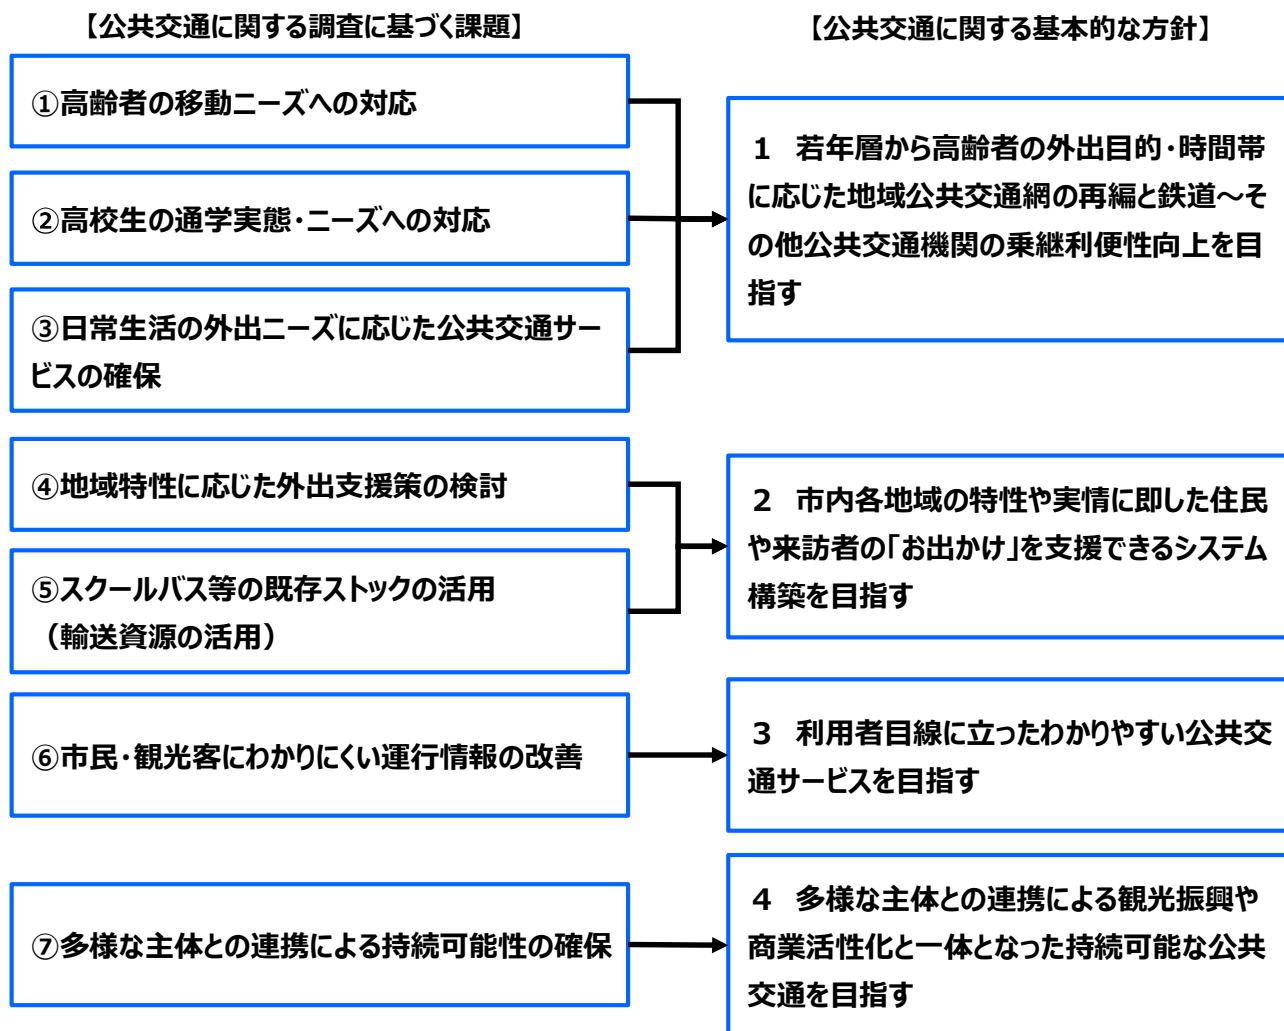 【公共交通に関する調査に基づく課題】
①高齢者の移動ニーズへの対応
②高校生の通学実態・ニーズへの対応
③日常生活の外出ニーズに応じた公共交通サー
ビスの確保
④地域特性に応じた外出支援策の検討
⑤スクールバス等の既存ストックの活用
（輸送資源の活用）
⑥市民・観光客にわかりにくい運行情報の改善
⑦多様な主体との連携による持続可能性の確保
【公共交通に関する基本的な方針】
１　若年層から高齢者の外出目的・時間帯
に応じた地域公共交通網の再編と鉄道～そ
の他公共交通機関の乗継利便性向上を目
指す
２　市内各地域の特性や実情に即した住民
や来訪者の「お出かけ」を支援できるシステム
構築を目指す
３　利用者目線に立ったわかりやすい公共交
通サービスを目指す
４　多様な主体との連携による観光振興や
商業活性化と一体となった持続可能な公共
交通を目指す